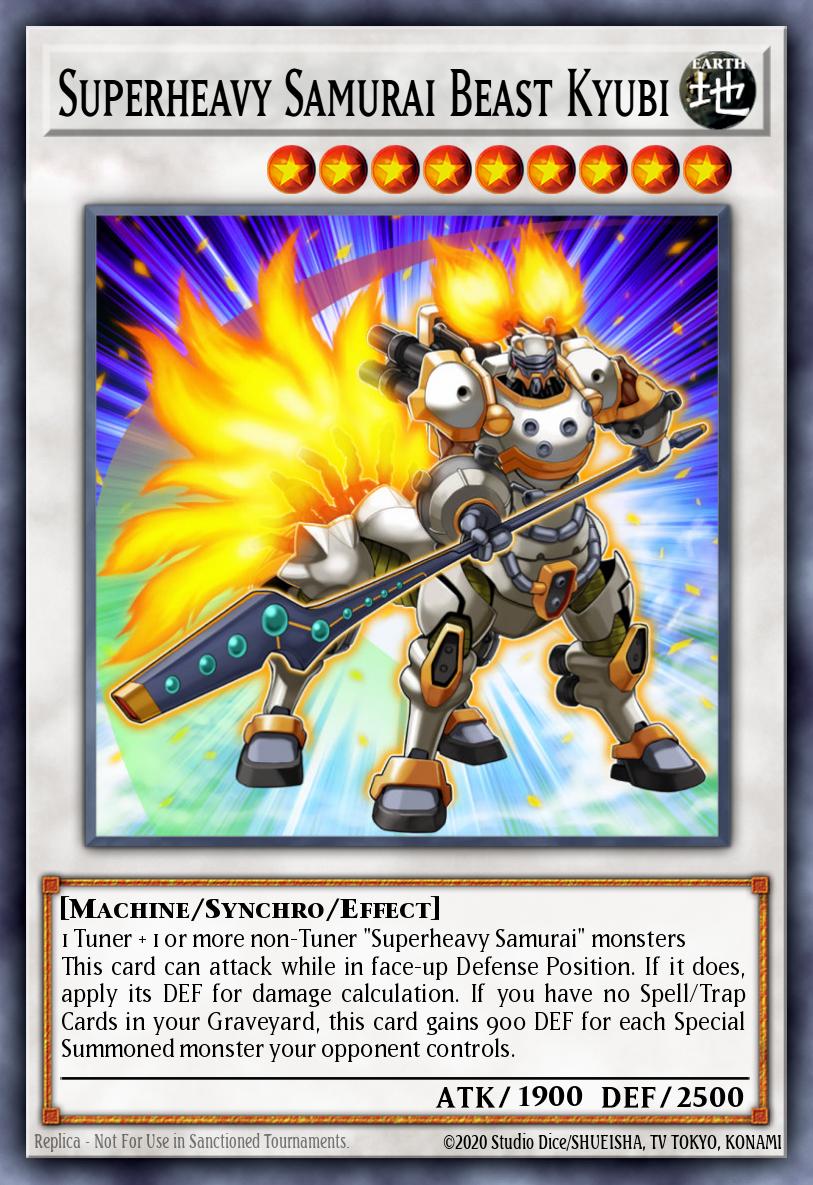 Superheavy Samurai Beast Kyubi
EARTH
地
[Machine/Synchro/Effect]
1 Tuner + 1 or more non-Tuner "Superheavy Samurai" monsters
This card can attack while in face-up Defense Position. If it does,
apply its DEF for damage calculation. If you have no Spell/Trap
Cards in your Graveyard, this card gains 900 DEF for each Special
Summoned monster your opponent controls.
ATK/1900 DEF/2500
Replica - Not For Use in Sanctioned Tournaments.
©2020 Studio Dice/SHUEISHA, TV TOKYO, KONAMI